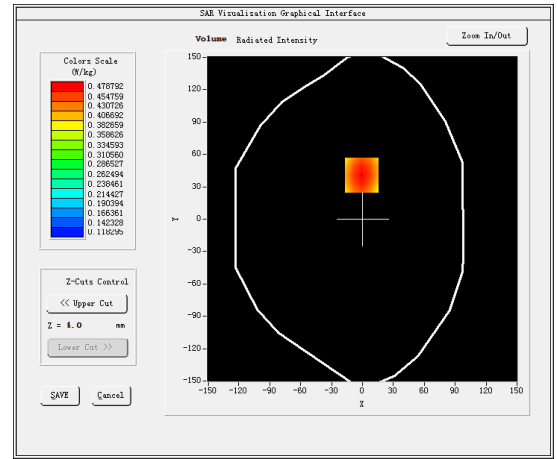 SAR Visualisation Graphical Interface
Volume Radiated Intensity
Zoom In/Out
Colors Scale
(W/kg)
0.478792
0.454759
0.430726
0.406692
0.382659
0.358626
0.334593
0.310560
0.286527
0.262494
0.238461
0.214427
0.190394
0.166361
0.142328
0.118295
Z-Cuts Control
<< Upper Cut
Z = mm
Lower Cut >>
SAVE Cancel
150
120
90
60
30
0
-30
-60
-90
-120
-150
Y
-150 -120 -90 -60 -30 0 30 60 90 120 150
X